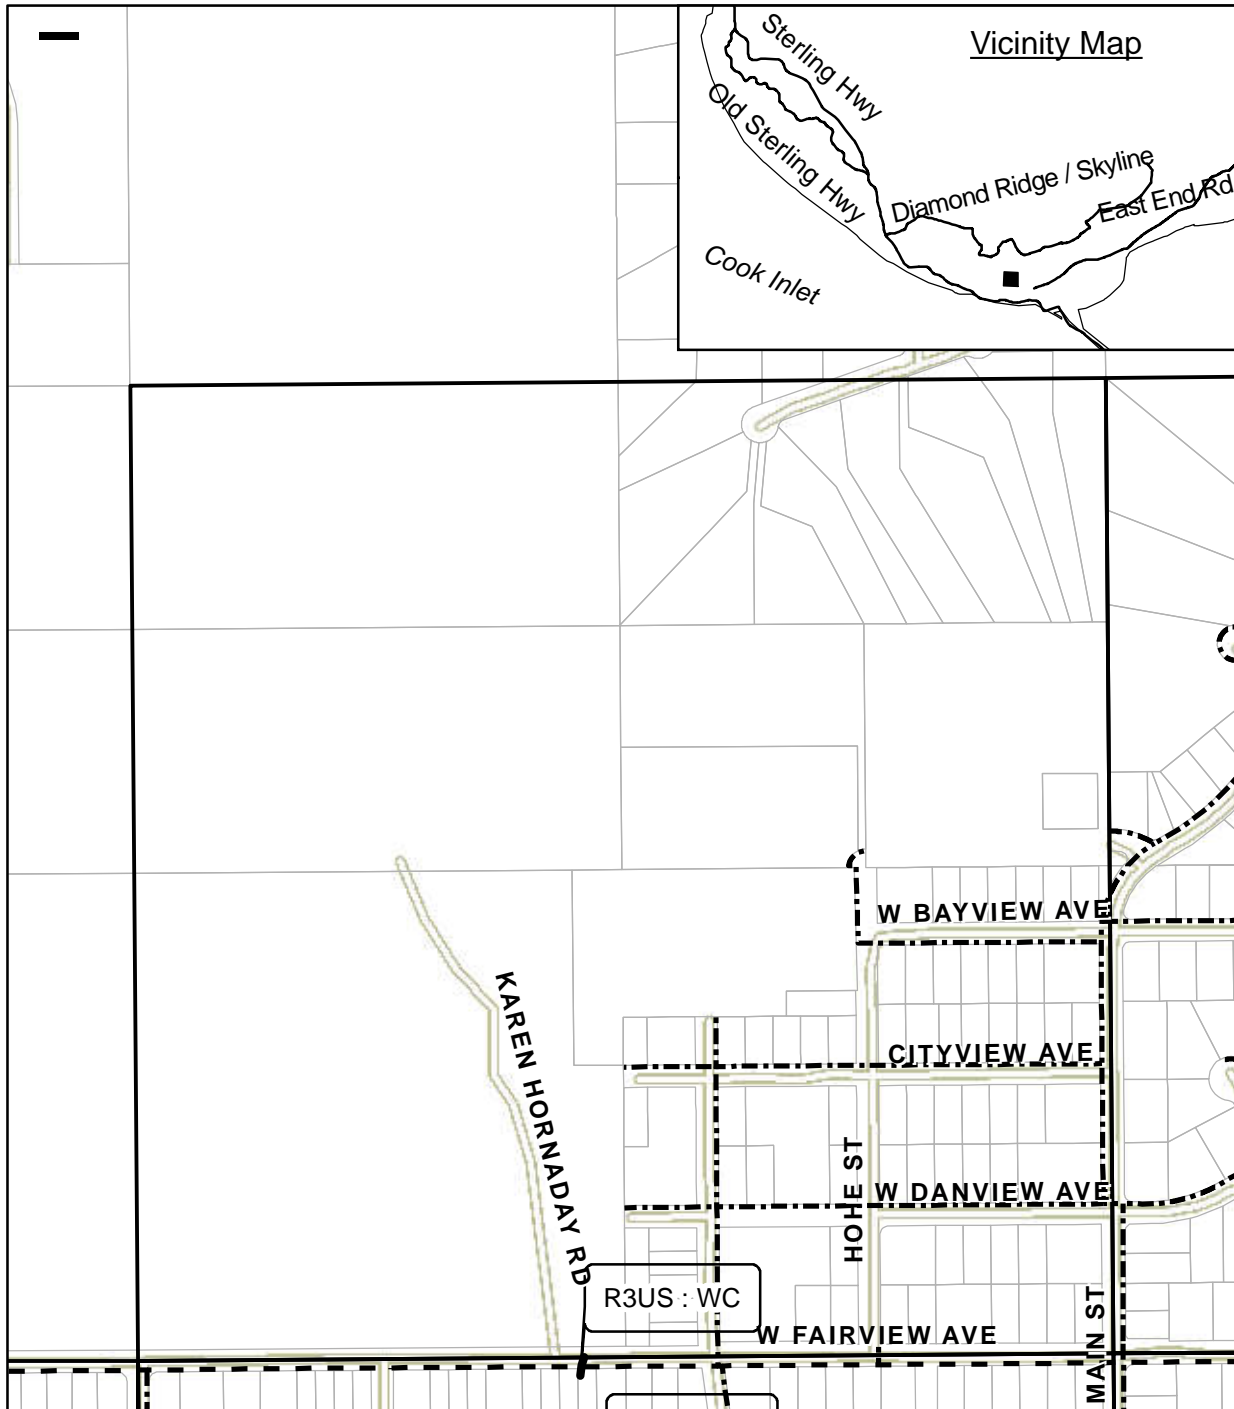 Vicinity Map
Sterling Hwy
Old Sterling Hwy
Diamond Ridge / Skyline
East End Rd
Cook Inlet
W BAYVIEW AVE
KAREN HORNADAY RD
CITYVIEW AVE
HOHE ST
W DANVIEW AVE
R3US : WC
W FAIRVIEW AVE
MAIN ST